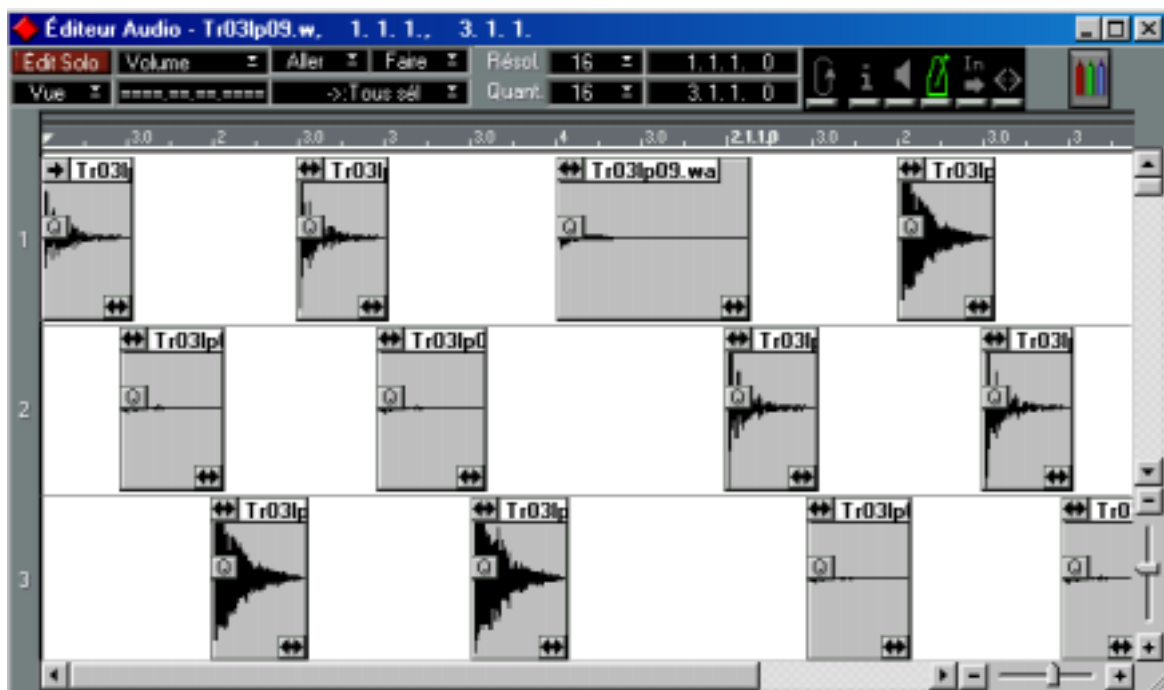 Éditeur Audio - Tr03lp09.w, 1. 1. 1., 3. 1. 1.
Édit Solo Volume Aller Faire Résol. 16 1. 1. 1. 0 In
Vue ->:Tous sél Quant. 16 3. 1. 1. 0
3.0 2 3.0 3 3.0 4 3.0 2.1.1.0 3.0 2 3.0 3
Tr03l Tr03l Tr03lp09.wa Tr03lp
Q Q Q Q
1
Tr03lp Tr03lp0 Tr03l Tr03l
Q Q Q Q
2
Tr03lp Tr03lp Tr03lp Tr0
Q Q Q Q
3